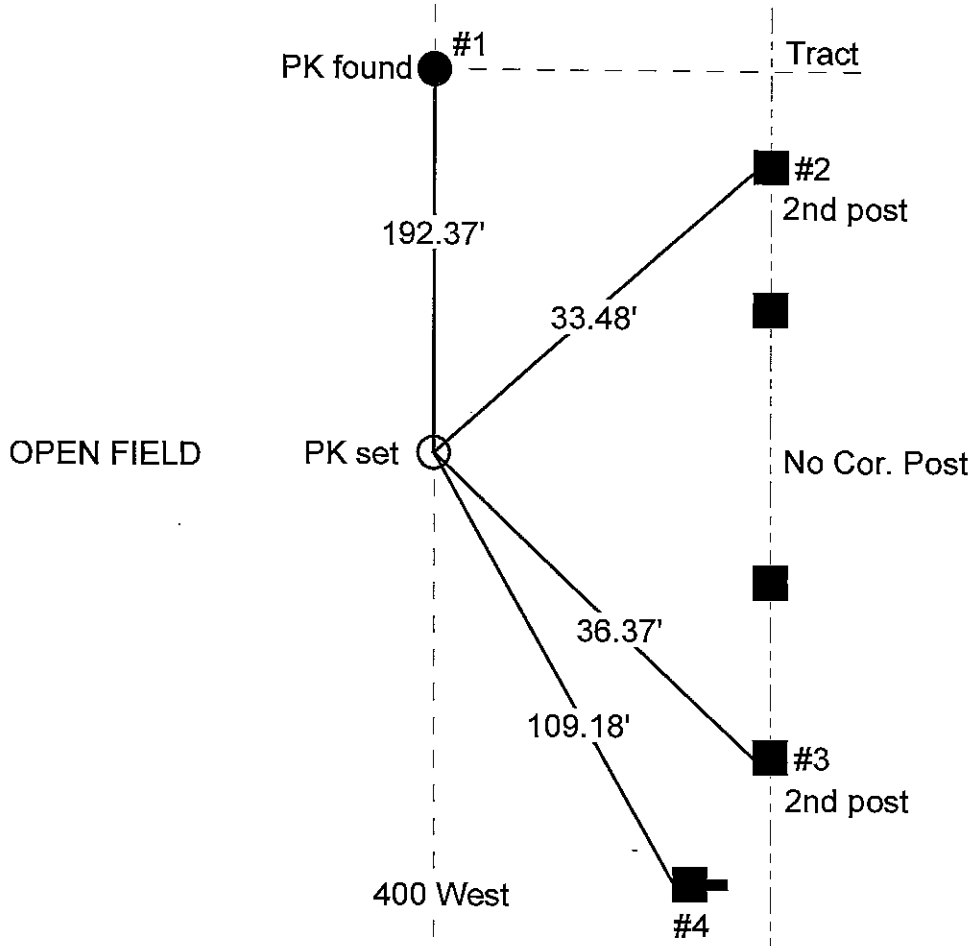 #1
PK found
Tract
#2
2nd post
192.37'
33.48'
OPEN FIELD
PK set
No Cor. Post
36.37'
109.18'
#3
2nd post
400 West
#4